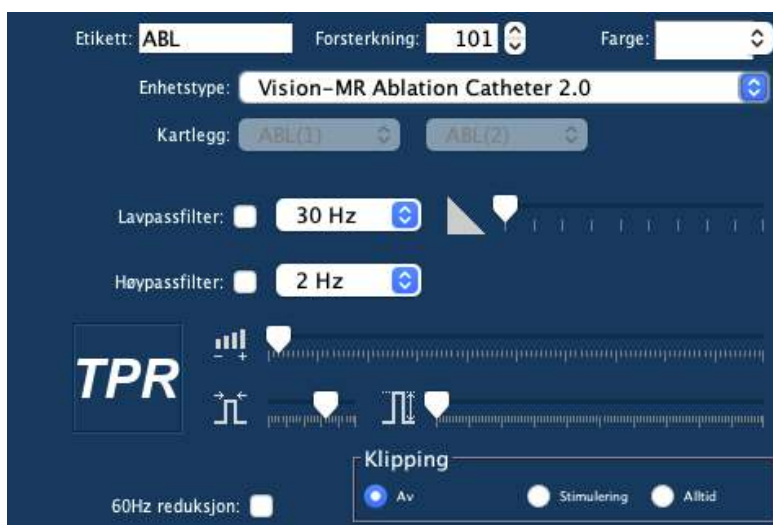 Etikett: ABL Forsterkning: 101 Farge:
Enhetstype: Vision-MR Ablation Catheter 2.0
Kartlegg: ABL(1) ABL(2)
Lavpassfilter: 30 Hz
Høypassfilter: 2 Hz
- +
TPR
Klipping
60Hz reduksjon: Av Stimulering Alltid